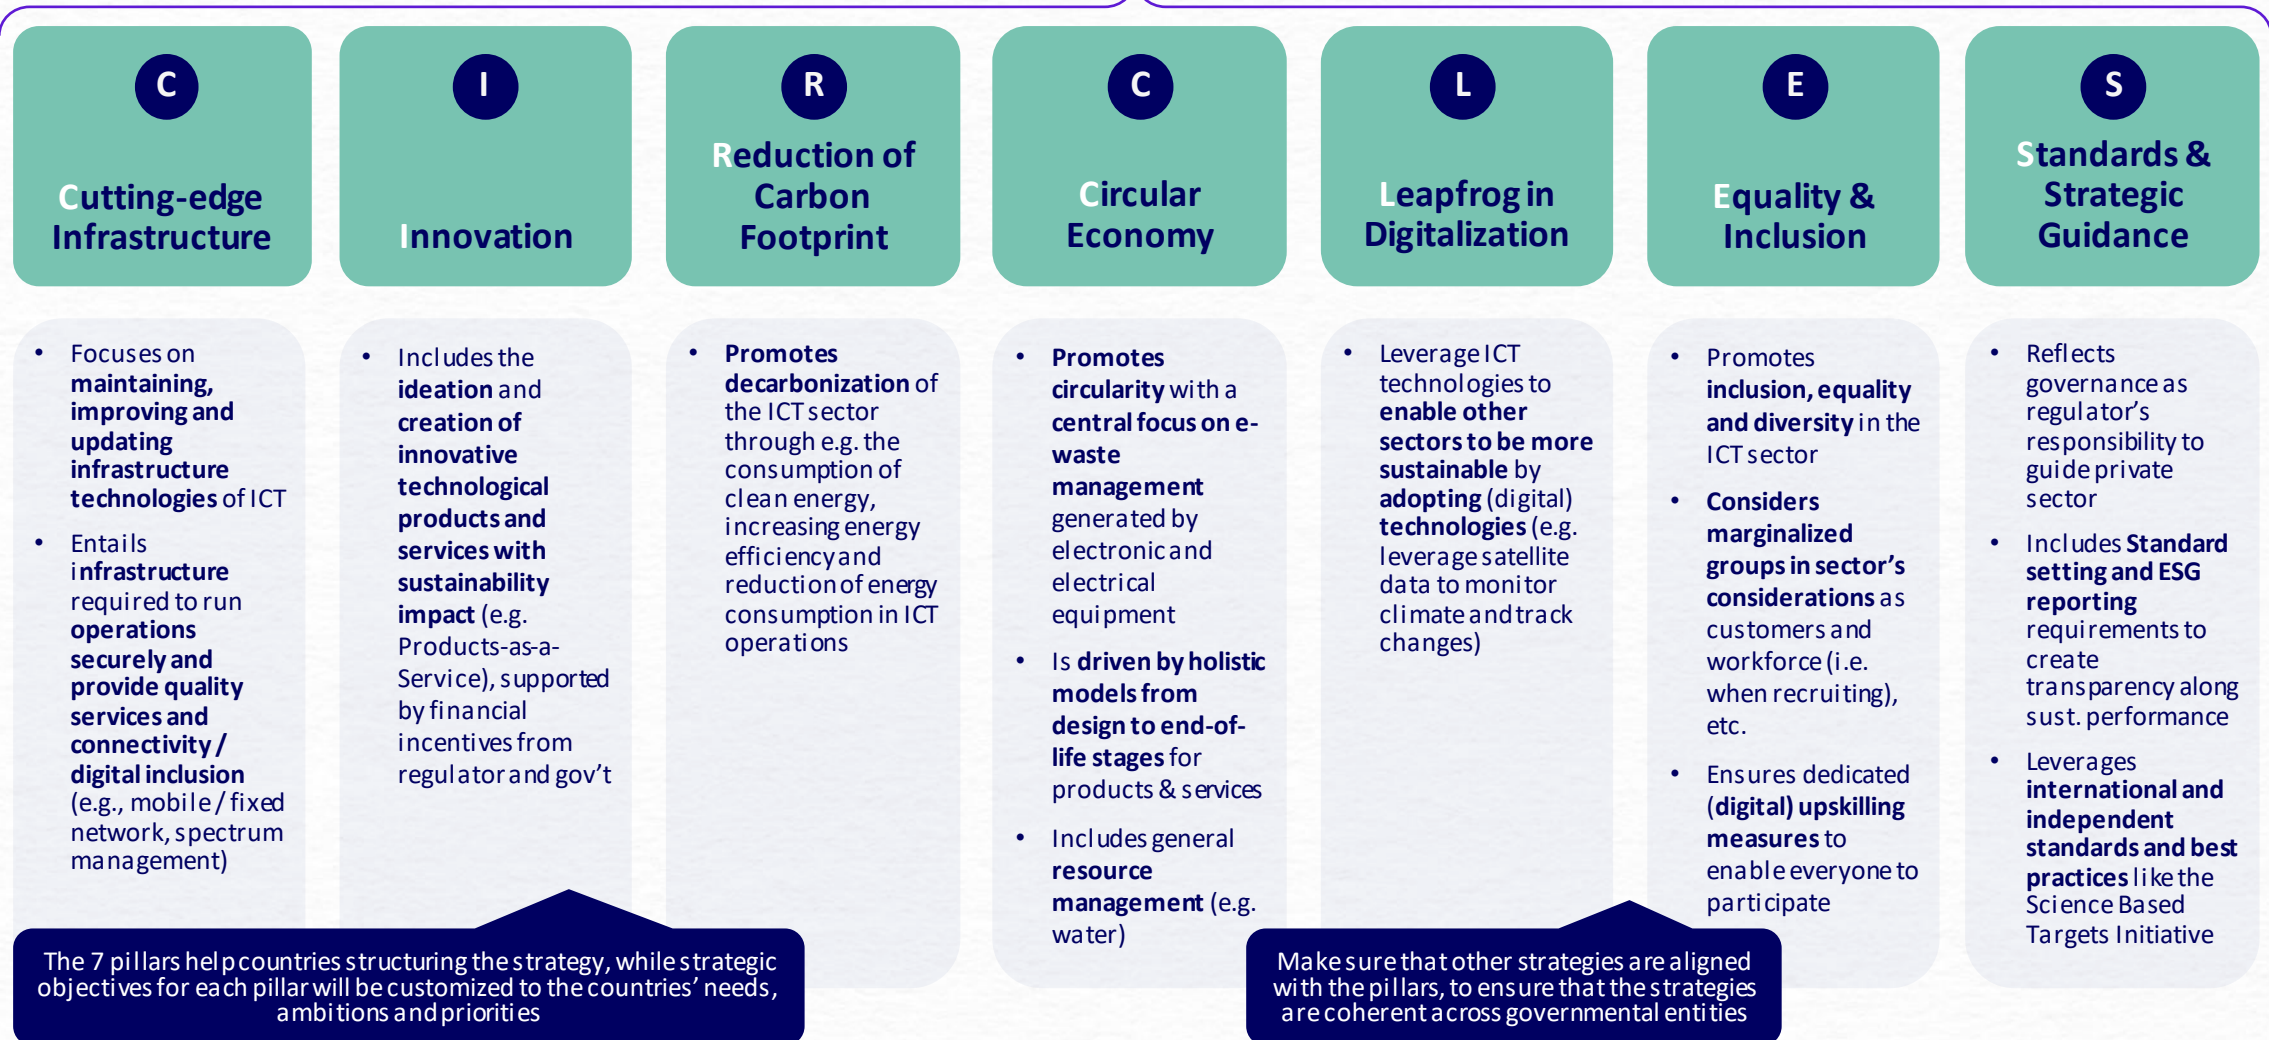 C
Cutting-edge
Infrastructure
I
Innovation
R
Reduction of
Carbon
Footprint
C
Circular
Economy
L
Leapfrog in
Digitalization
E
Equality &
Inclusion
S
Standards &
Strategic
Guidance
• Focuses on
maintaining,
improving and
updating
infrastructure
technologies of ICT
• Entails
infrastructure
required to run
operations
securely and
provide quality
services and
connectivity /
digital inclusion
(e.g., mobile / fixed
network, spectrum
management)
• Includes the
ideation and
creation of
innovative
technological
products and
services with
sustainability
impact (e.g.
Products-as-a-
Service), supported
by financial
incentives from
regulator and gov't
• Promotes
decarbonization of
the ICT sector
through e.g. the
consumption of
clean energy,
increasing energy
efficiency and
reduction of energy
consumption in ICT
operations
• Promotes
circularity with a
central focus on e-
waste
management
generated by
electronic and
electrical
equipment
• Is driven by holistic
models from
design to end-of-
life stages for
products & services
• Includes general
resource
management (e.g.
water)
• Leverage ICT
technologies to
enable other
sectors to be more
sustainable by
adopting (digital)
technologies (e.g.
leverage satellite
data to monitor
climate and track
changes)
• Promotes
inclusion, equality
and diversity in the
ICT sector
• Considers
marginalized
groups in sector's
considerations as
customers and
workforce (i.e.
when recruiting),
etc.
• Ensures dedicated
(digital) upskilling
measures to
enable everyone to
participate
• Reflects
governance as
regulator's
responsibility to
guide private
sector
• Includes Standard
setting and ESG
reporting
requirements to
create
transparency along
sust. performance
• Leverages
international and
independent
standards and best
practices like the
Science Based
Targets Initiative
The 7 pillars help countries structuring the strategy, while strategic
objectives for each pillar will be customized to the countries' needs,
ambitions and priorities
Make sure that other strategies are aligned
with the pillars, to ensure that the strategies
are coherent across governmental entities